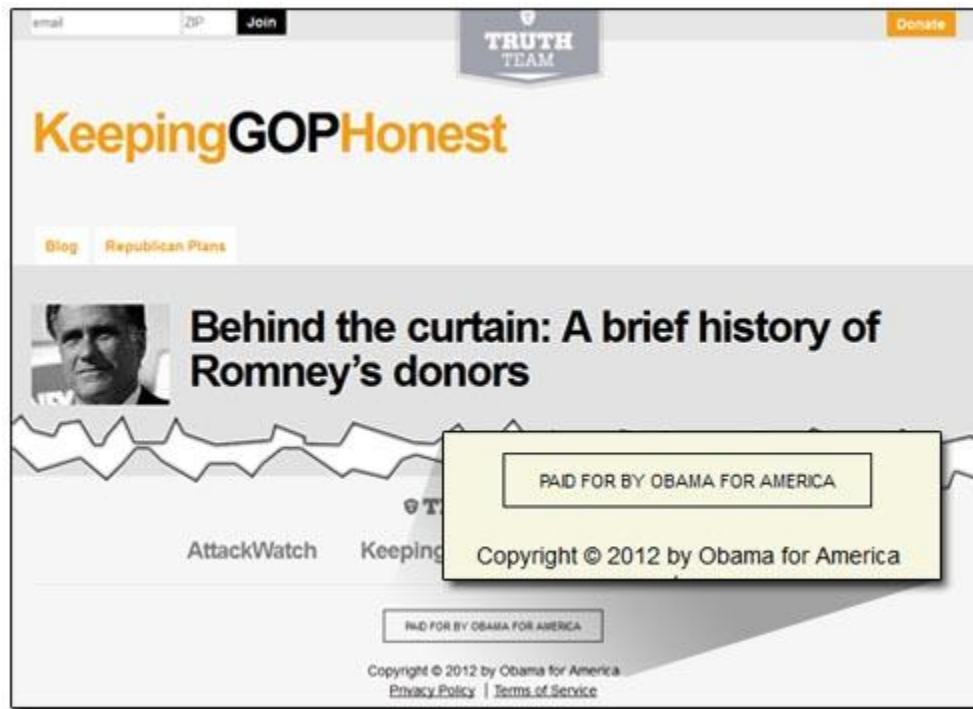 email ZIP Join
TRUTH
TEAM
Donate
KeepingGOPHonest
Blog Republican Plans
Behind the curtain: A brief history of
Romney's donors
PAID FOR BY OBAMA FOR AMERICA
Copyright © 2012 by Obama for America
AttackWatch Keeping
PAID FOR BY OBAMA FOR AMERICA
Copyright © 2012 by Obama for America
Privacy Policy | Terms of Service